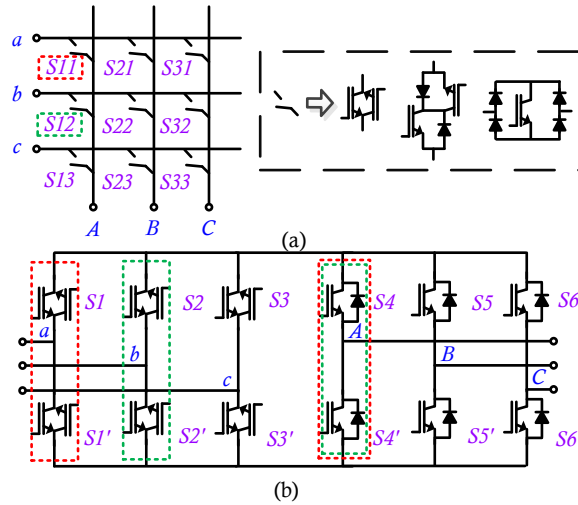 a
S11 S21 S31
b
S12 S22 S32
c
S13 S23 S33
A B C
(a)
S1 S2 S3 S4 S5 S6
a A
b B
c C
S1' S2' S3' S4' S5' S6
(b)